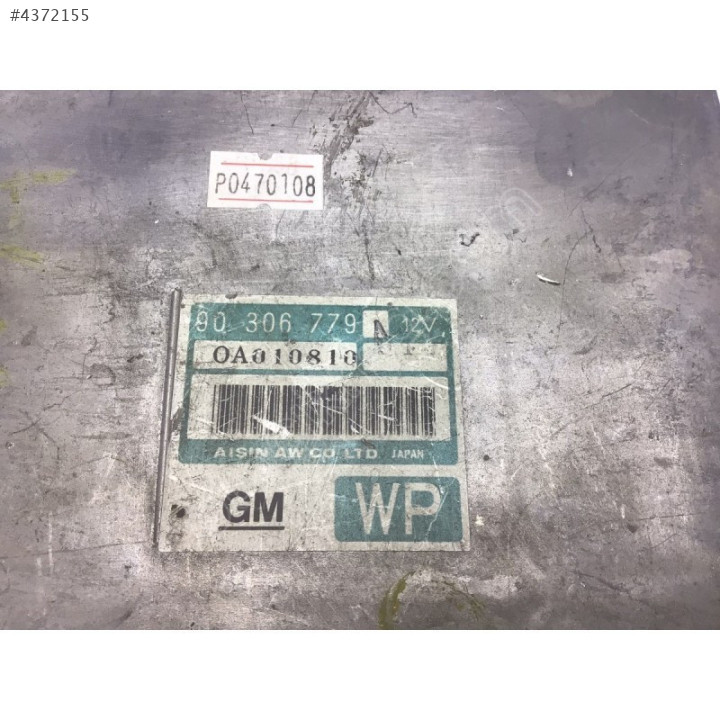 #4372155
P0470108
90 306 779 N 12V
OA010810
AISIN AW CO LTD. JAPAN
GM WP